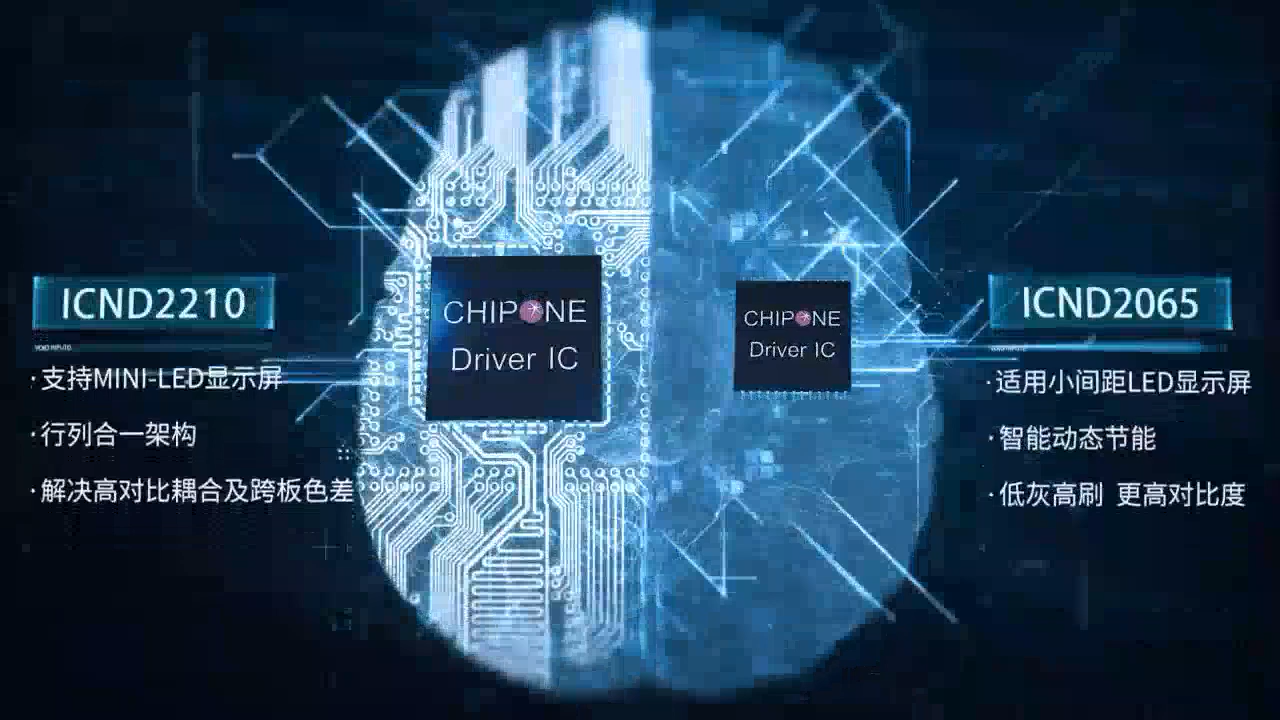 ICND2210
·支持MINI-LED显示屏
·行列合一架构
·解决高对比耦合及跨板色差
CHIPONE
Driver IC
CHIPONE
Driver IC
ICND2065
·适用小间距LED显示屏
·智能动态节能
·低灰高刷 更高对比度